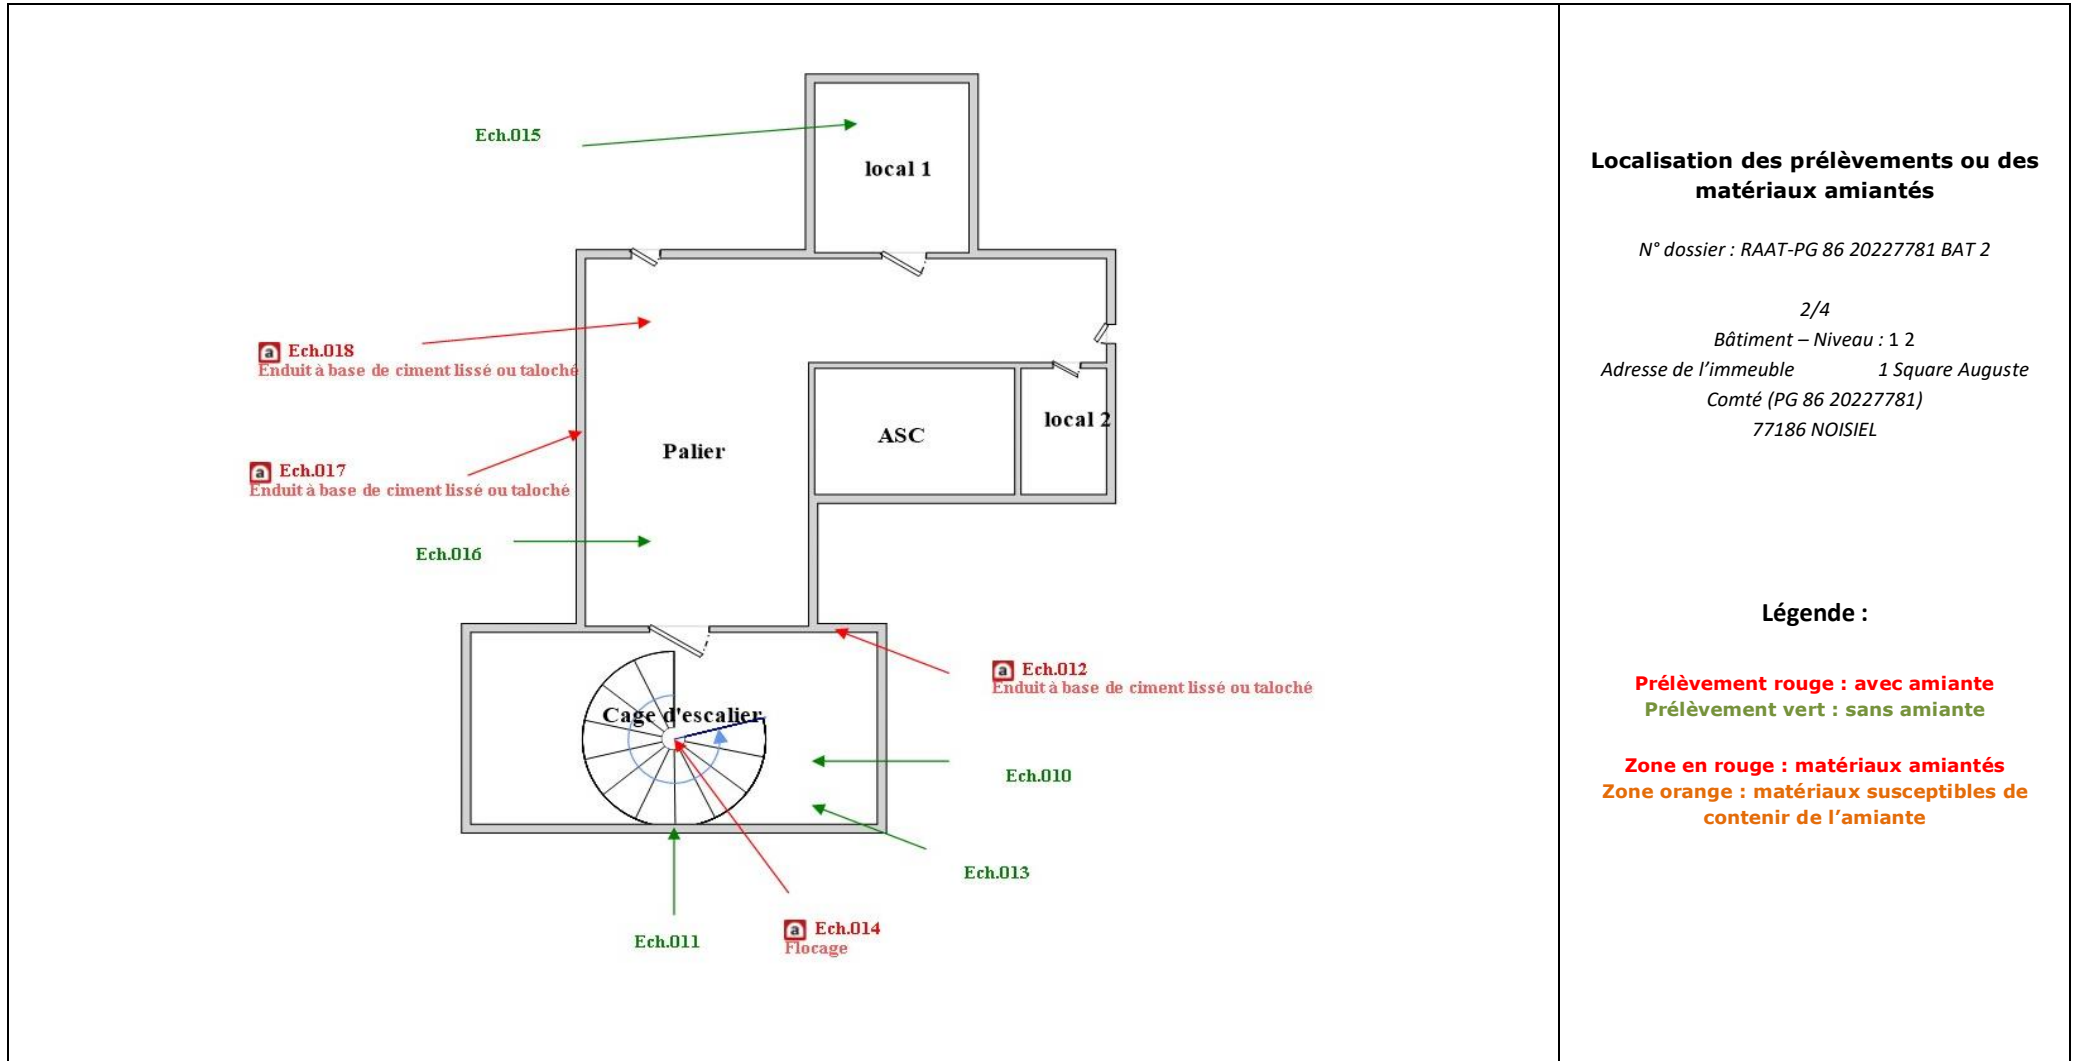 Ech.015
local 1
a Ech.018
Enduit à base de ciment lissé ou taloché
local 2
ASC
Palier
a Ech.017
Enduit à base de ciment lissé ou taloché
Ech.016
a Ech.012
Enduit à base de ciment lissé ou taloché
Cage d'escalier
Ech.010
Ech.013
a Ech.014
Flocage
Ech.011
Localisation des prélèvements ou des
matériaux amiantés
N° dossier : RAAT-PG 86 20227781 BAT 2
2/4
Bâtiment – Niveau : 1 2
Adresse de l’immeuble 1 Square Auguste
Comté (PG 86 20227781)
77186 NOISIEL
Légende :
Prélèvement rouge : avec amiante
Prélèvement vert : sans amiante
Zone en rouge : matériaux amiantés
Zone orange : matériaux susceptibles de
contenir de l’amiante